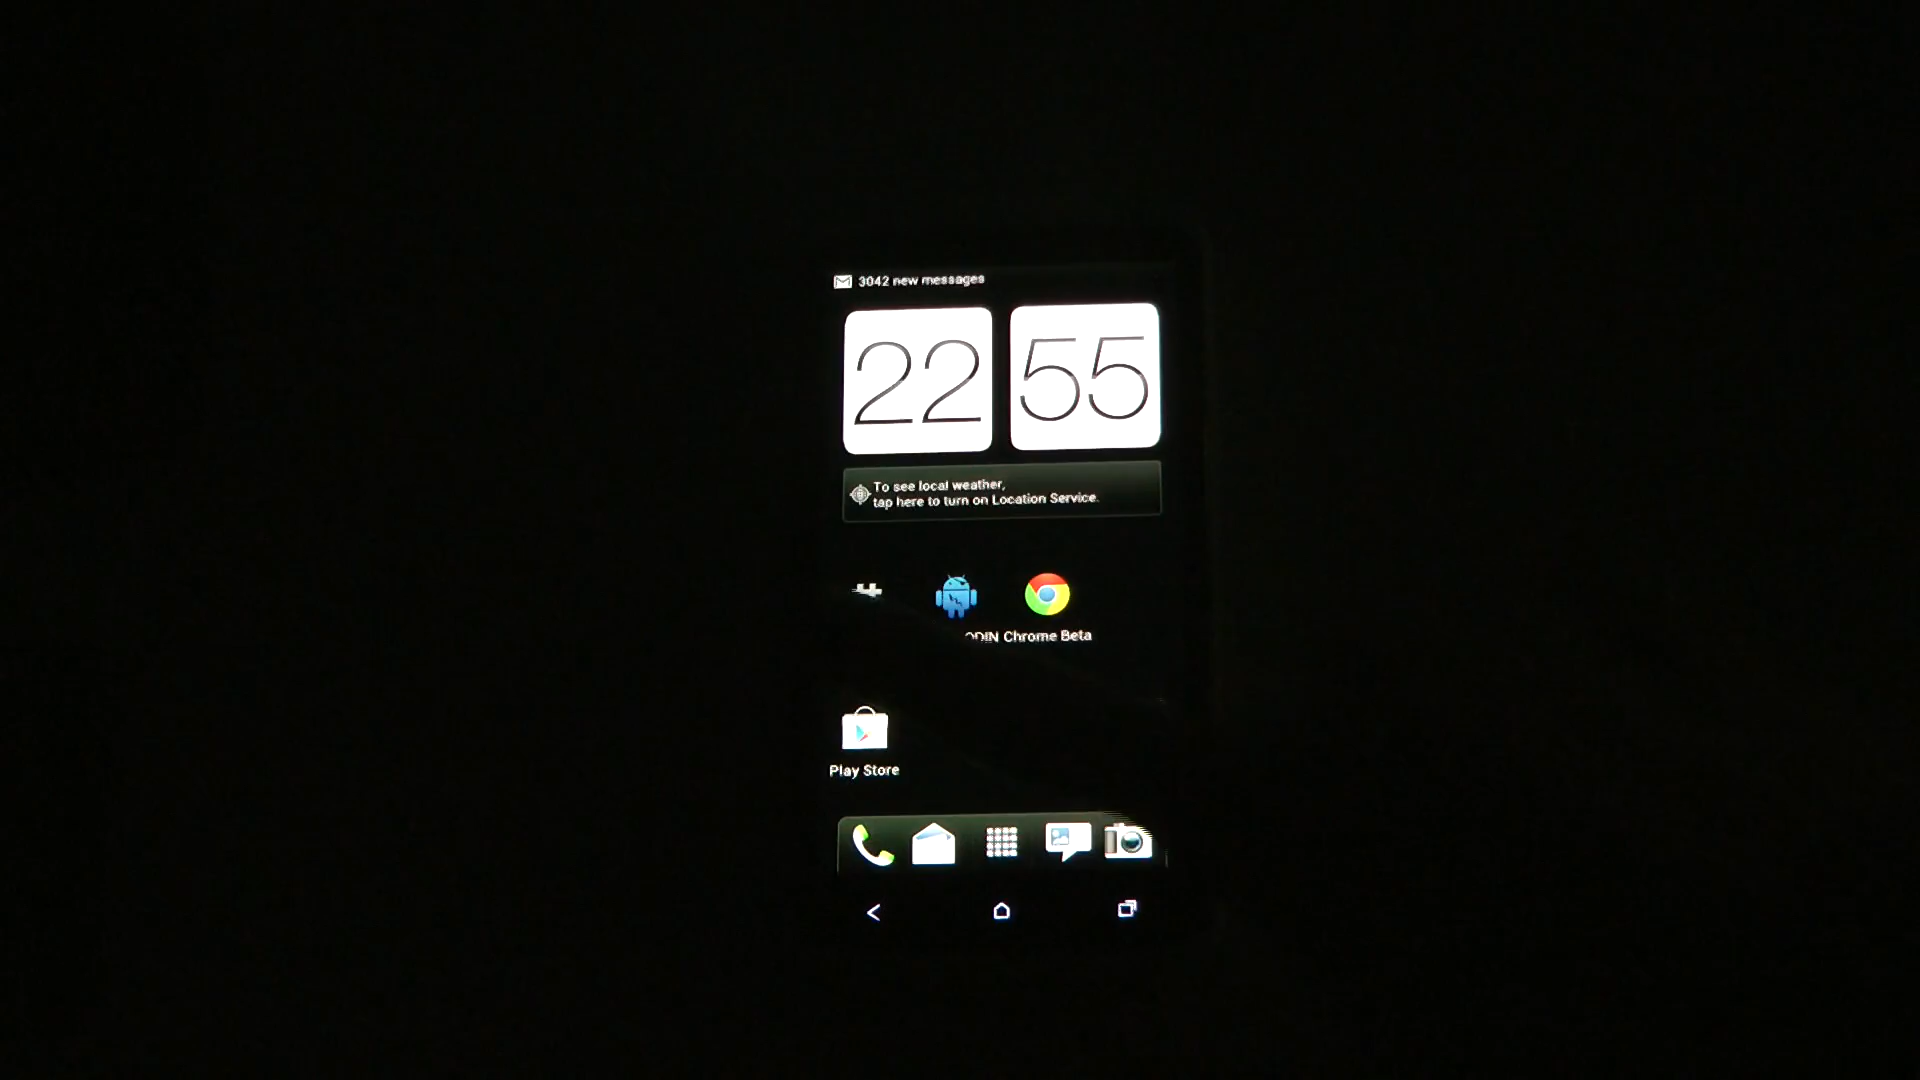 3042 new messages
22 55
To see local weather,
tap here to turn on Location Service.
Chrome Beta
Play Store